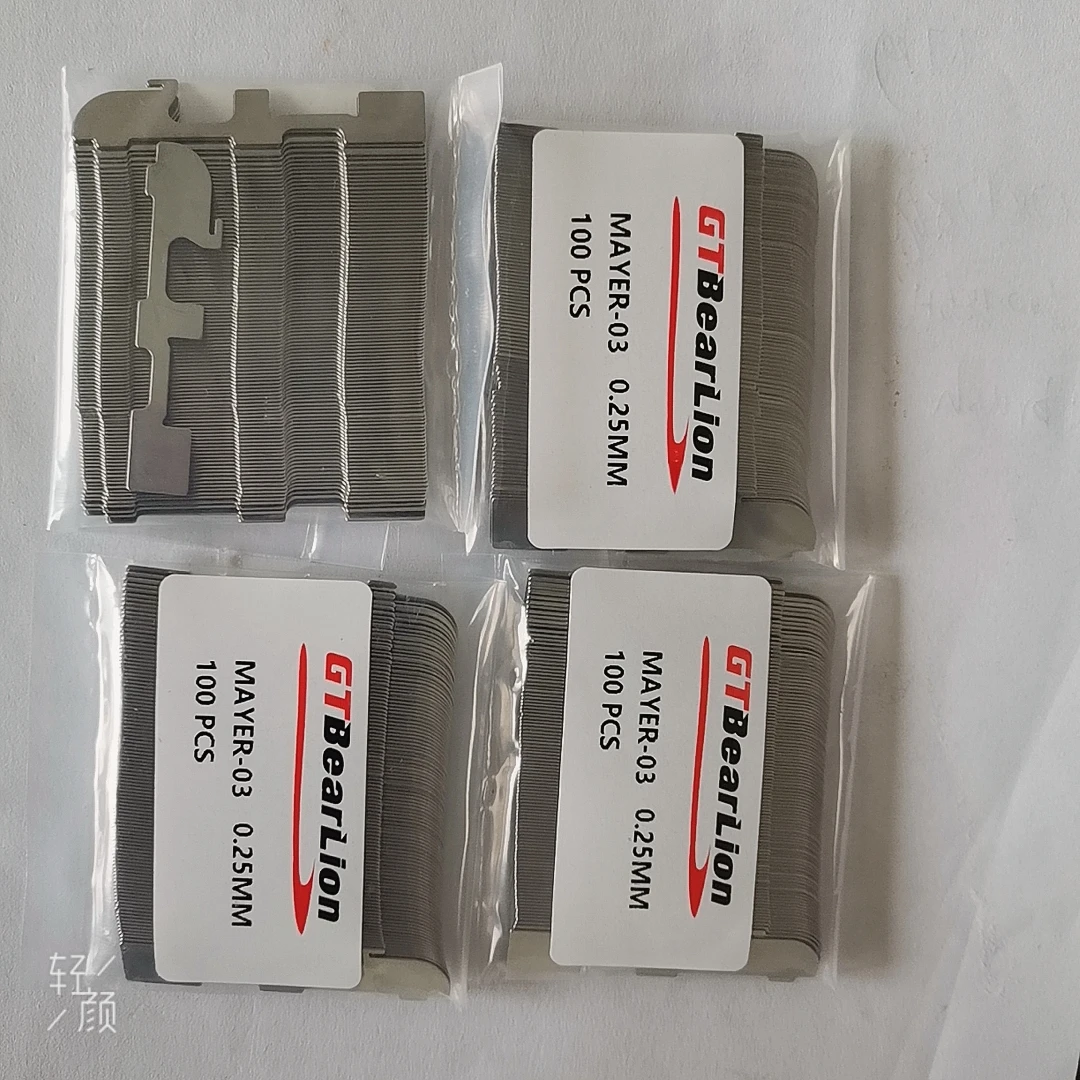 GTBearLion
MAYER-03 0.25MM
100 PCS
GTBearLion
MAYER-03 0.25MM
100 PCS
GTBearLion
MAYER-03 0.25MM
100 PCS
轻
颜